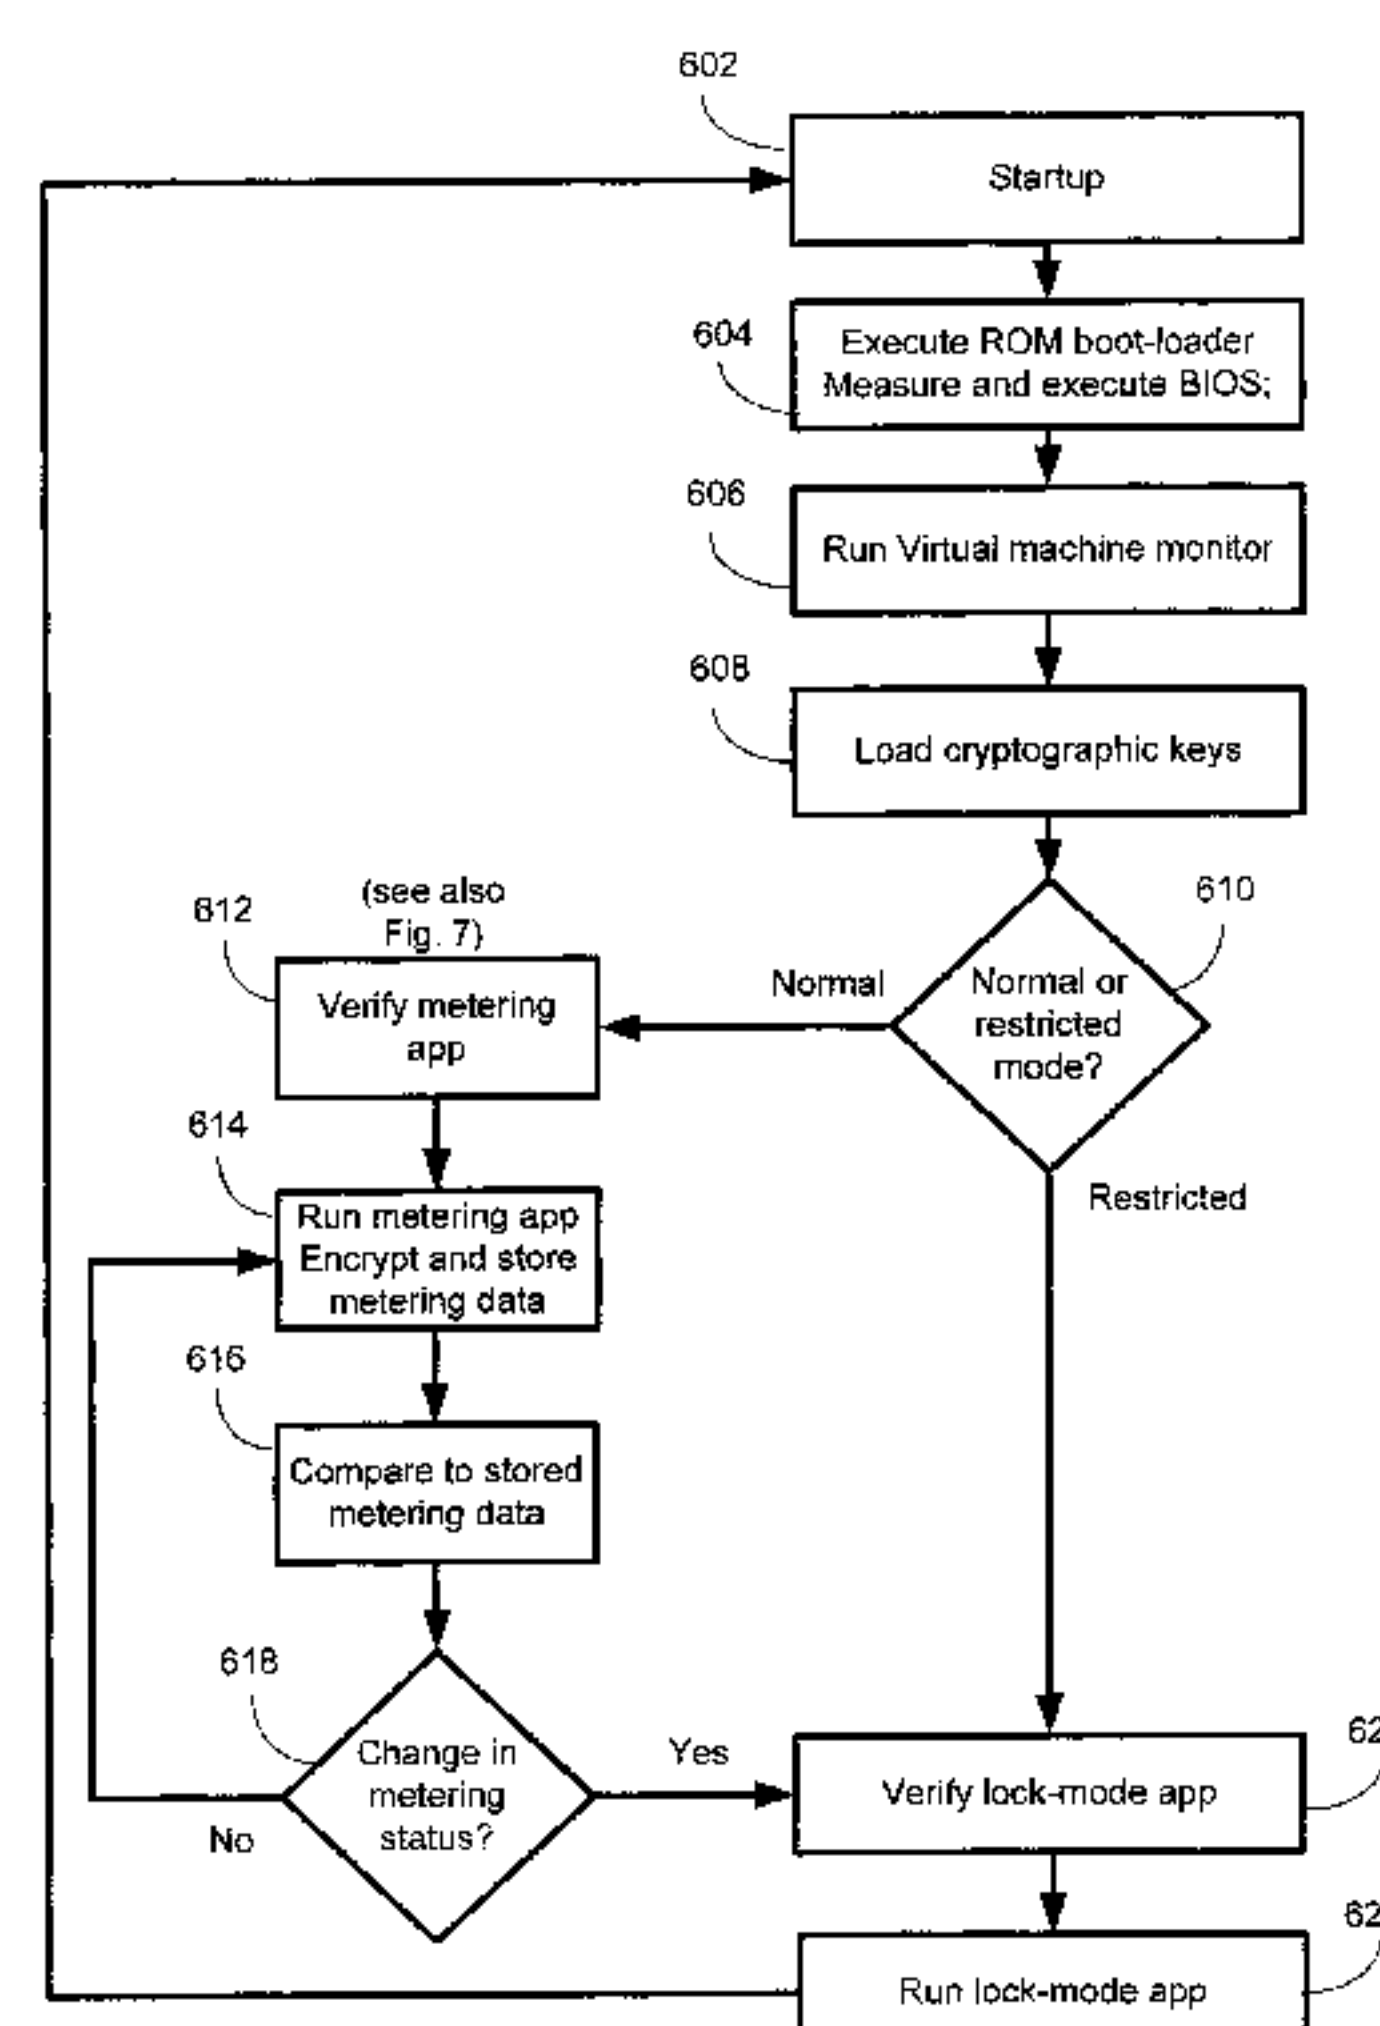 602
Startup
604
Execute ROM boot-loader
Measure and execute BIOS;
606
Run Virtual machine monitor
608
Load cryptographic keys
610
Normal or
restricted
mode?
Normal
Restricted
(see also
Fig. 7)
612
Verify metering
app
614
Run metering app
Encrypt and store
metering data
616
Compare to stored
metering data
618
Change in
metering
status?
No
Yes
Verify lock-mode app
Run lock-mode app